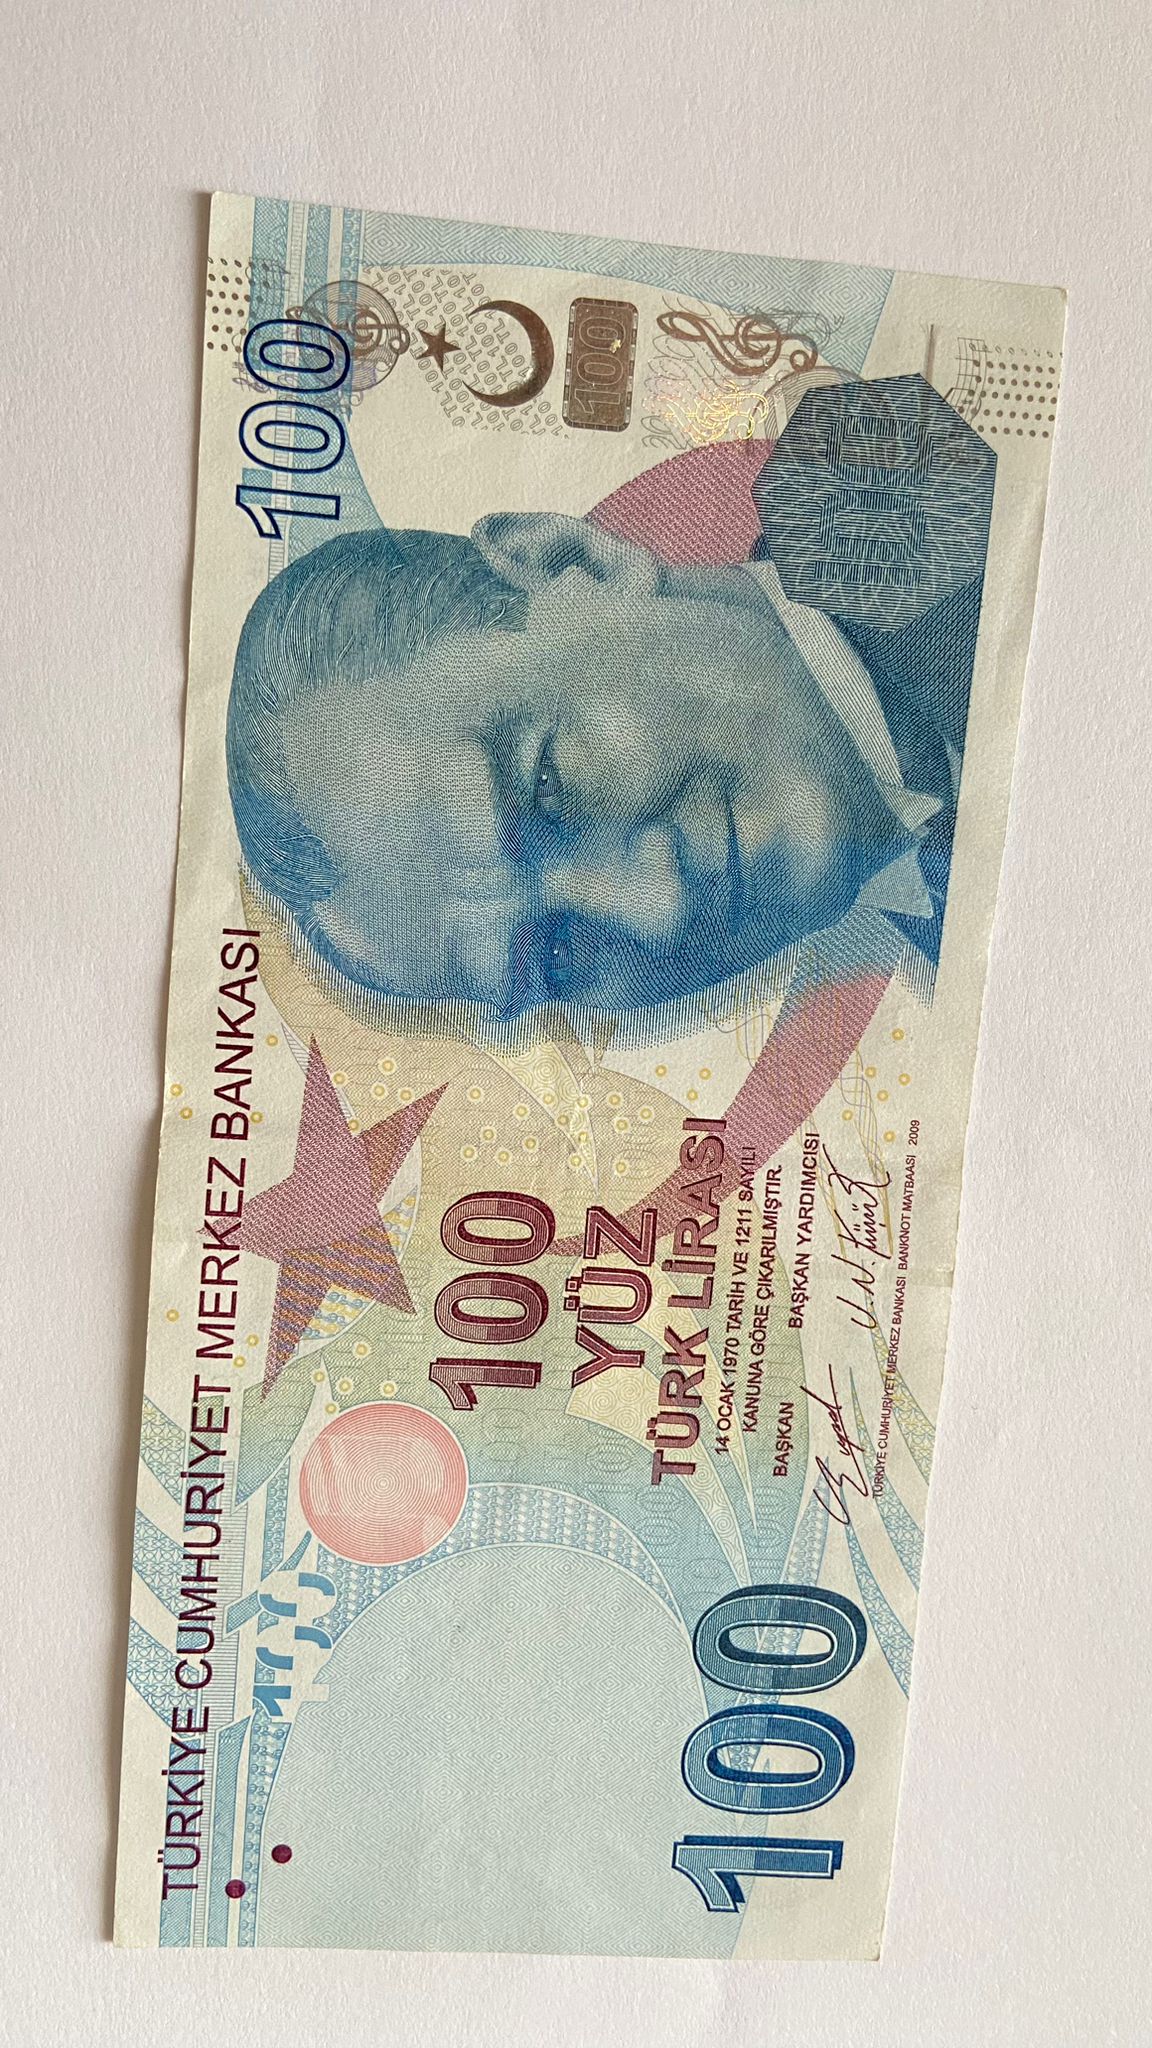 TÜRKİYE CUMHURİYET MERKEZ BANKASI
100
100
YÜZ
TÜRK LİRASI
14 OCAK 1970 TARİH VE 1211 SAYILI
KANUNA GÖRE ÇIKARILMIŞTIR.
BAŞKAN BAŞKAN YARDIMCISI
TÜRKİYE CUMHURİYET MERKEZ BANKASI BANKNOT MATBAASI 2009
100
100
100